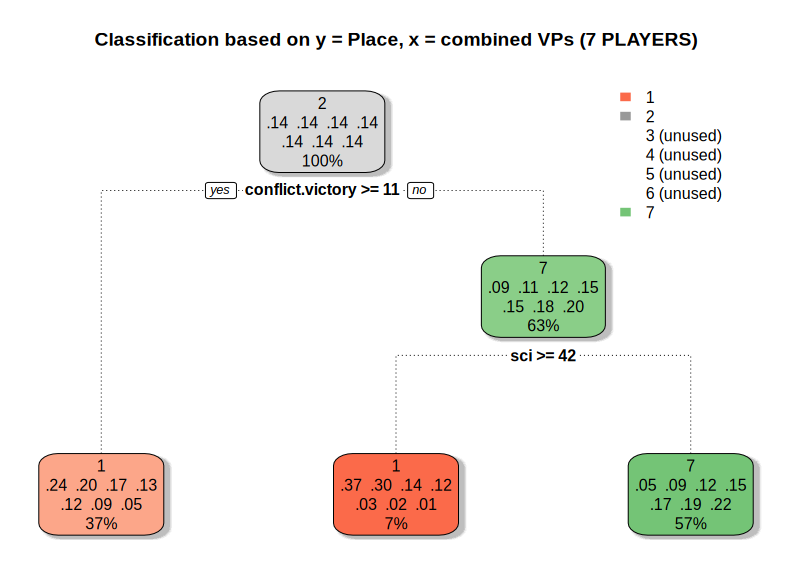 Classification based on y = Place, x = combined VPs (7 PLAYERS)
1
2
3 (unused)
4 (unused)
5 (unused)
6 (unused)
7
2
.14 .14 .14 .14
.14 .14 .14
100%
yes conflict.victory >= 11 no
7
.09 .11 .12 .15
.15 .18 .20
63%
sci >= 42
1
.24 .20 .17 .13
.12 .09 .05
37%
1
.37 .30 .14 .12
.03 .02 .01
7%
7
.05 .09 .12 .15
.17 .19 .22
57%